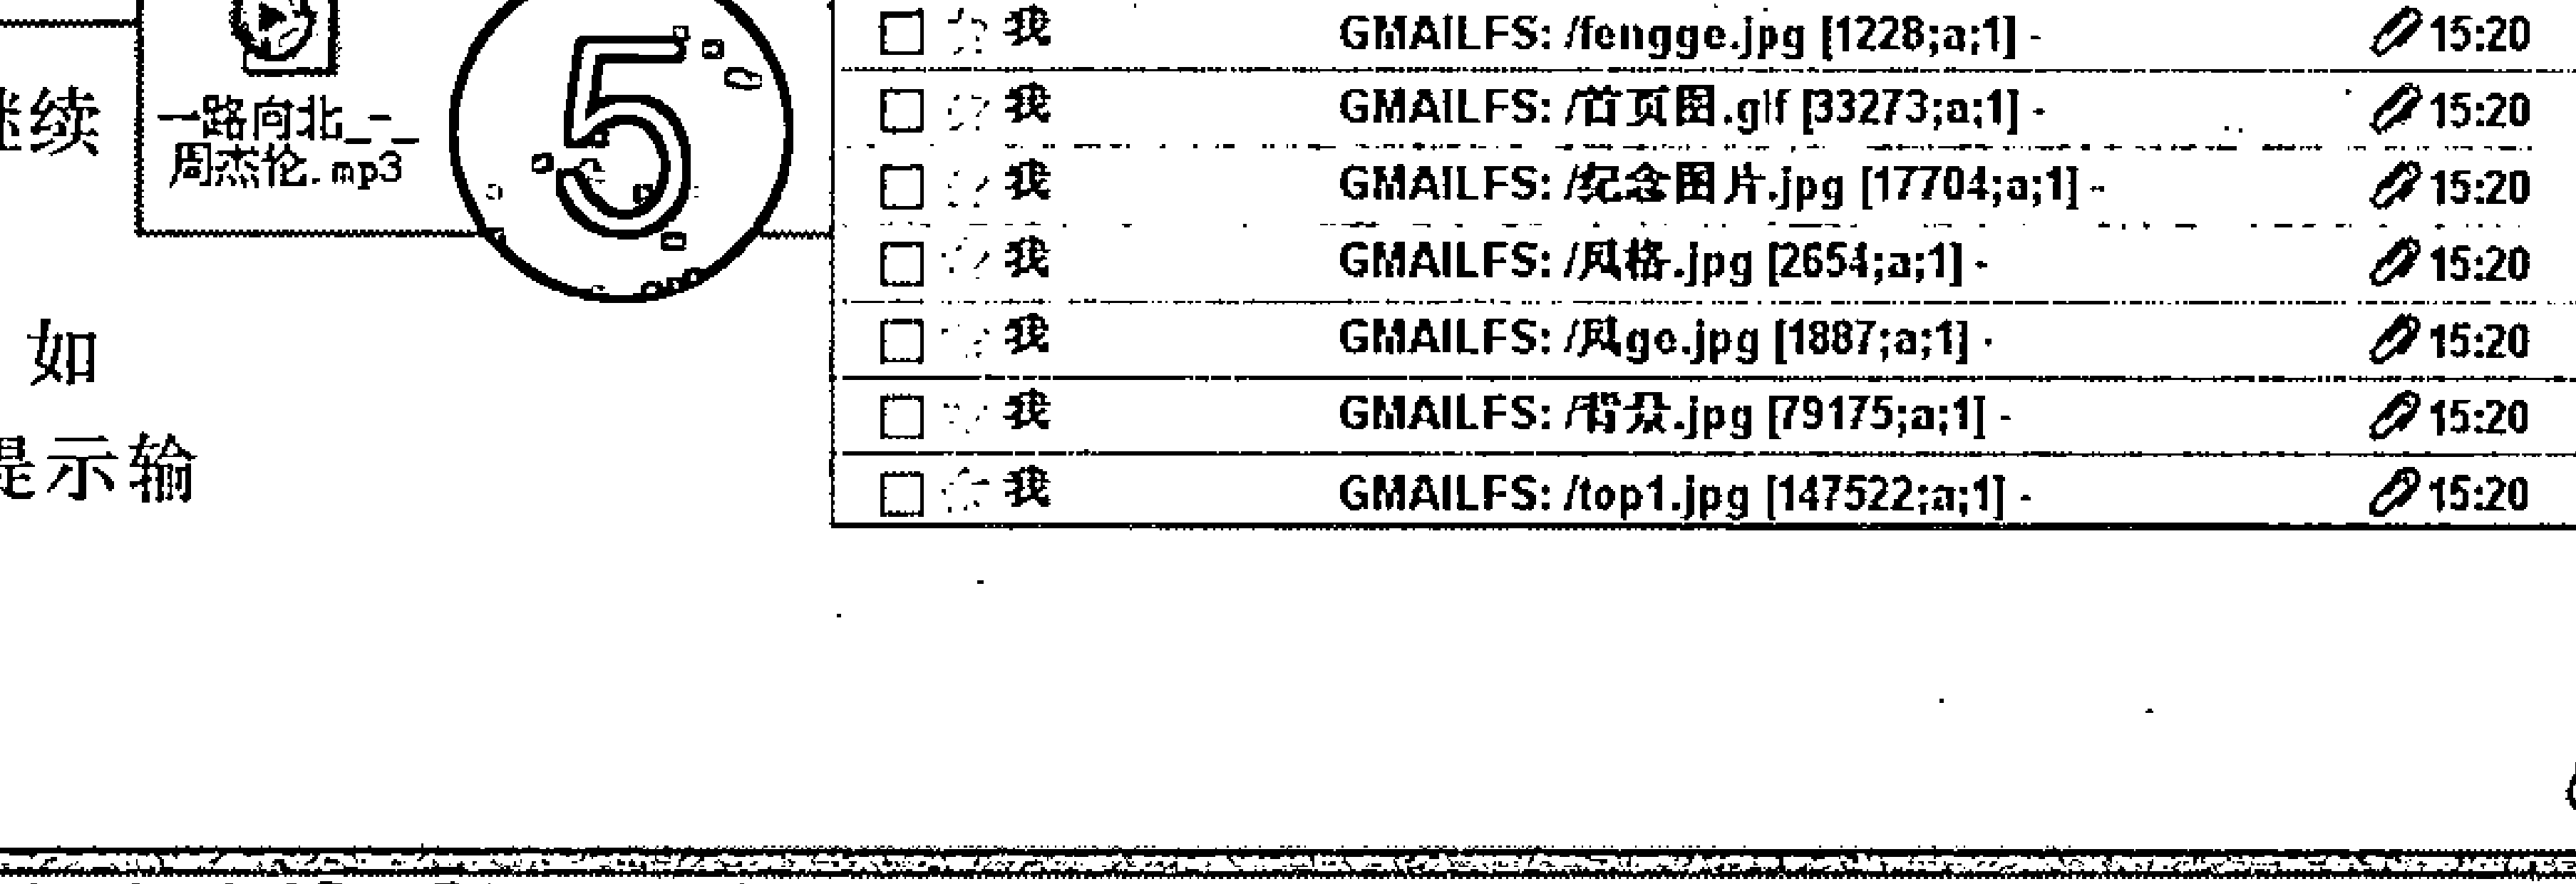 继续
一路向北_-_
周杰伦.mp3
5
如
提示输
我 GMAILFS: /fengge.jpg [1228;a;1] - 15:20
我 GMAILFS: /首页图.gif [33273;a;1] - 15:20
我 GMAILFS: /纪念图片.jpg [17704;a;1] - 15:20
我 GMAILFS: /风格.jpg [2654;a;1] - 15:20
我 GMAILFS: /风ge.jpg [1887;a;1] - 15:20
我 GMAILFS: /背景.jpg [79175;a;1] - 15:20
我 GMAILFS: /top1.jpg [147522;a;1] - 15:20